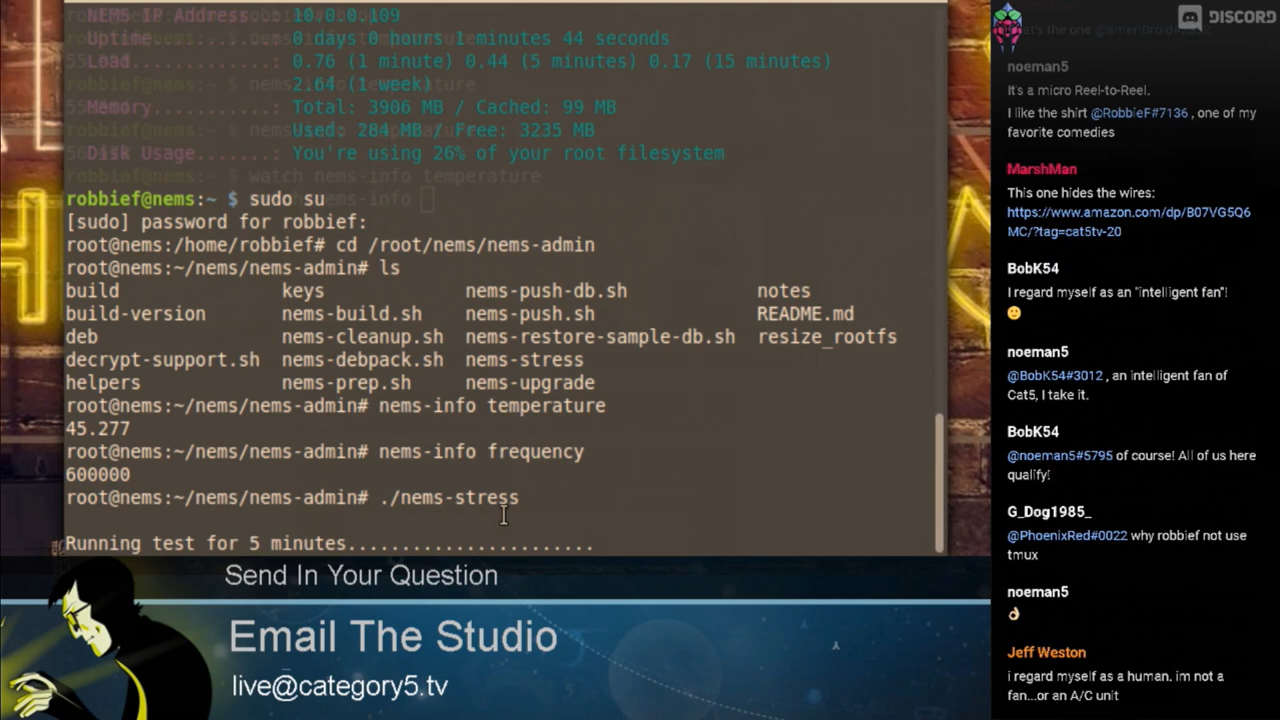 NEMS IP Address.....: 10.0.0.109
Uptime..............: 0 days 0 hours 1 minutes 44 seconds
Load................: 0.76 (1 minute) 0.44 (5 minutes) 0.17 (15 minutes)
2.64 (1 week)
Memory..............: Total: 3906 MB / Cached: 99 MB
Used: 284 MB / Free: 3235 MB
Disk Usage..........: You're using 26% of your root filesystem
watch nems-info temperature
robbief@nems:~ $ sudo su
[sudo] password for robbief:
root@nems:/home/robbief# cd /root/nems/nems-admin
root@nems:~/nems/nems-admin# ls
build keys nems-push-db.sh notes
build-version nems-build.sh nems-push.sh README.md
deb nems-cleanup.sh nems-restore-sample-db.sh resize_rootfs
decrypt-support.sh nems-debpack.sh nems-stress
helpers nems-prep.sh nems-upgrade
root@nems:~/nems/nems-admin# nems-info temperature
45.277
root@nems:~/nems/nems-admin# nems-info frequency
600000
root@nems:~/nems/nems-admin# ./nems-stress
Running test for 5 minutes.......................
Send In Your Question
Email The Studio
live@category5.tv
DISCORD
noeman5
It's a micro Reel-to-Reel.
I like the shirt @RobbieF#7136 , one of my
favorite comedies
MarshMan
This one hides the wires:
https://www.amazon.com/dp/B07VG5Q6
MC/?tag=cat5tv-20
BobK54
I regard myself as an "intelligent fan"!
noeman5
@BobK54#3012 , an intelligent fan of
Cat5, I take it.
BobK54
@noeman5#5795 of course! All of us here
qualify!
G_Dog1985_
@PhoenixRed#0022 why robbief not use
tmux
noeman5
Jeff Weston
i regard myself as a human. im not a
fan...or an A/C unit